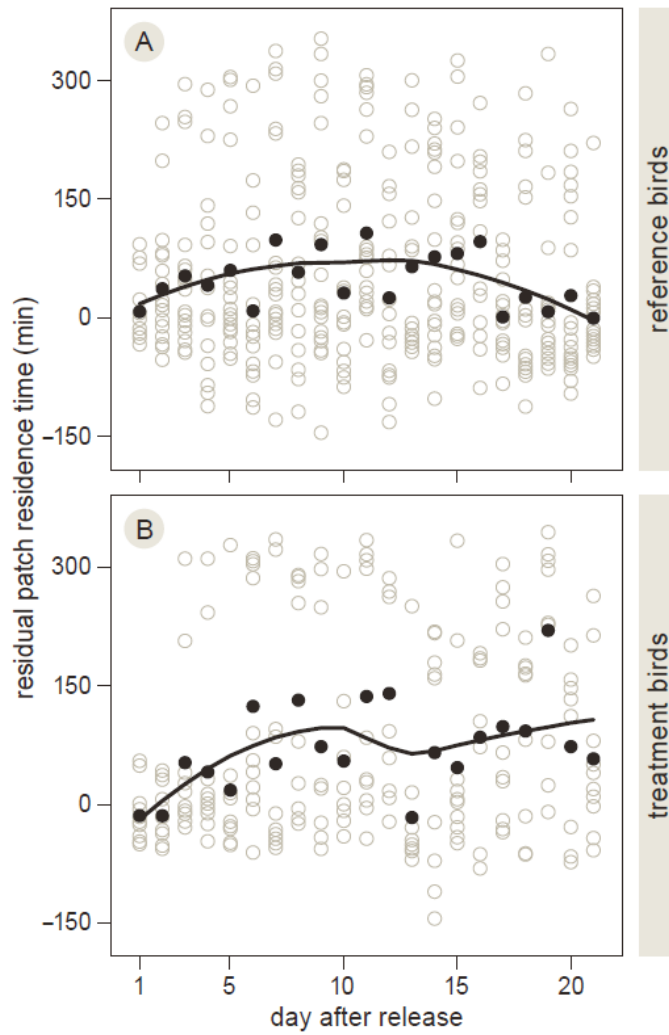 A
300
150
0
–150
reference birds
residual patch residence time (min)
B
300
150
0
–150
treatment birds
1 5 10 15 20
day after release